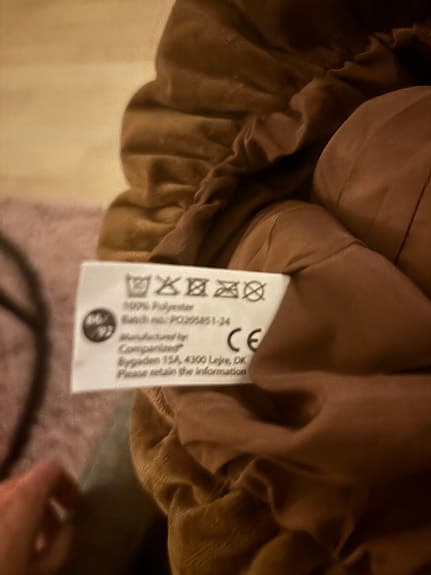 100% Polyester
Batch no.: PO205851-24
86/
92
Manufactured by:
CE
Companized®
Bygaden 15A, 4300 Lejre, DK
Please retain the information